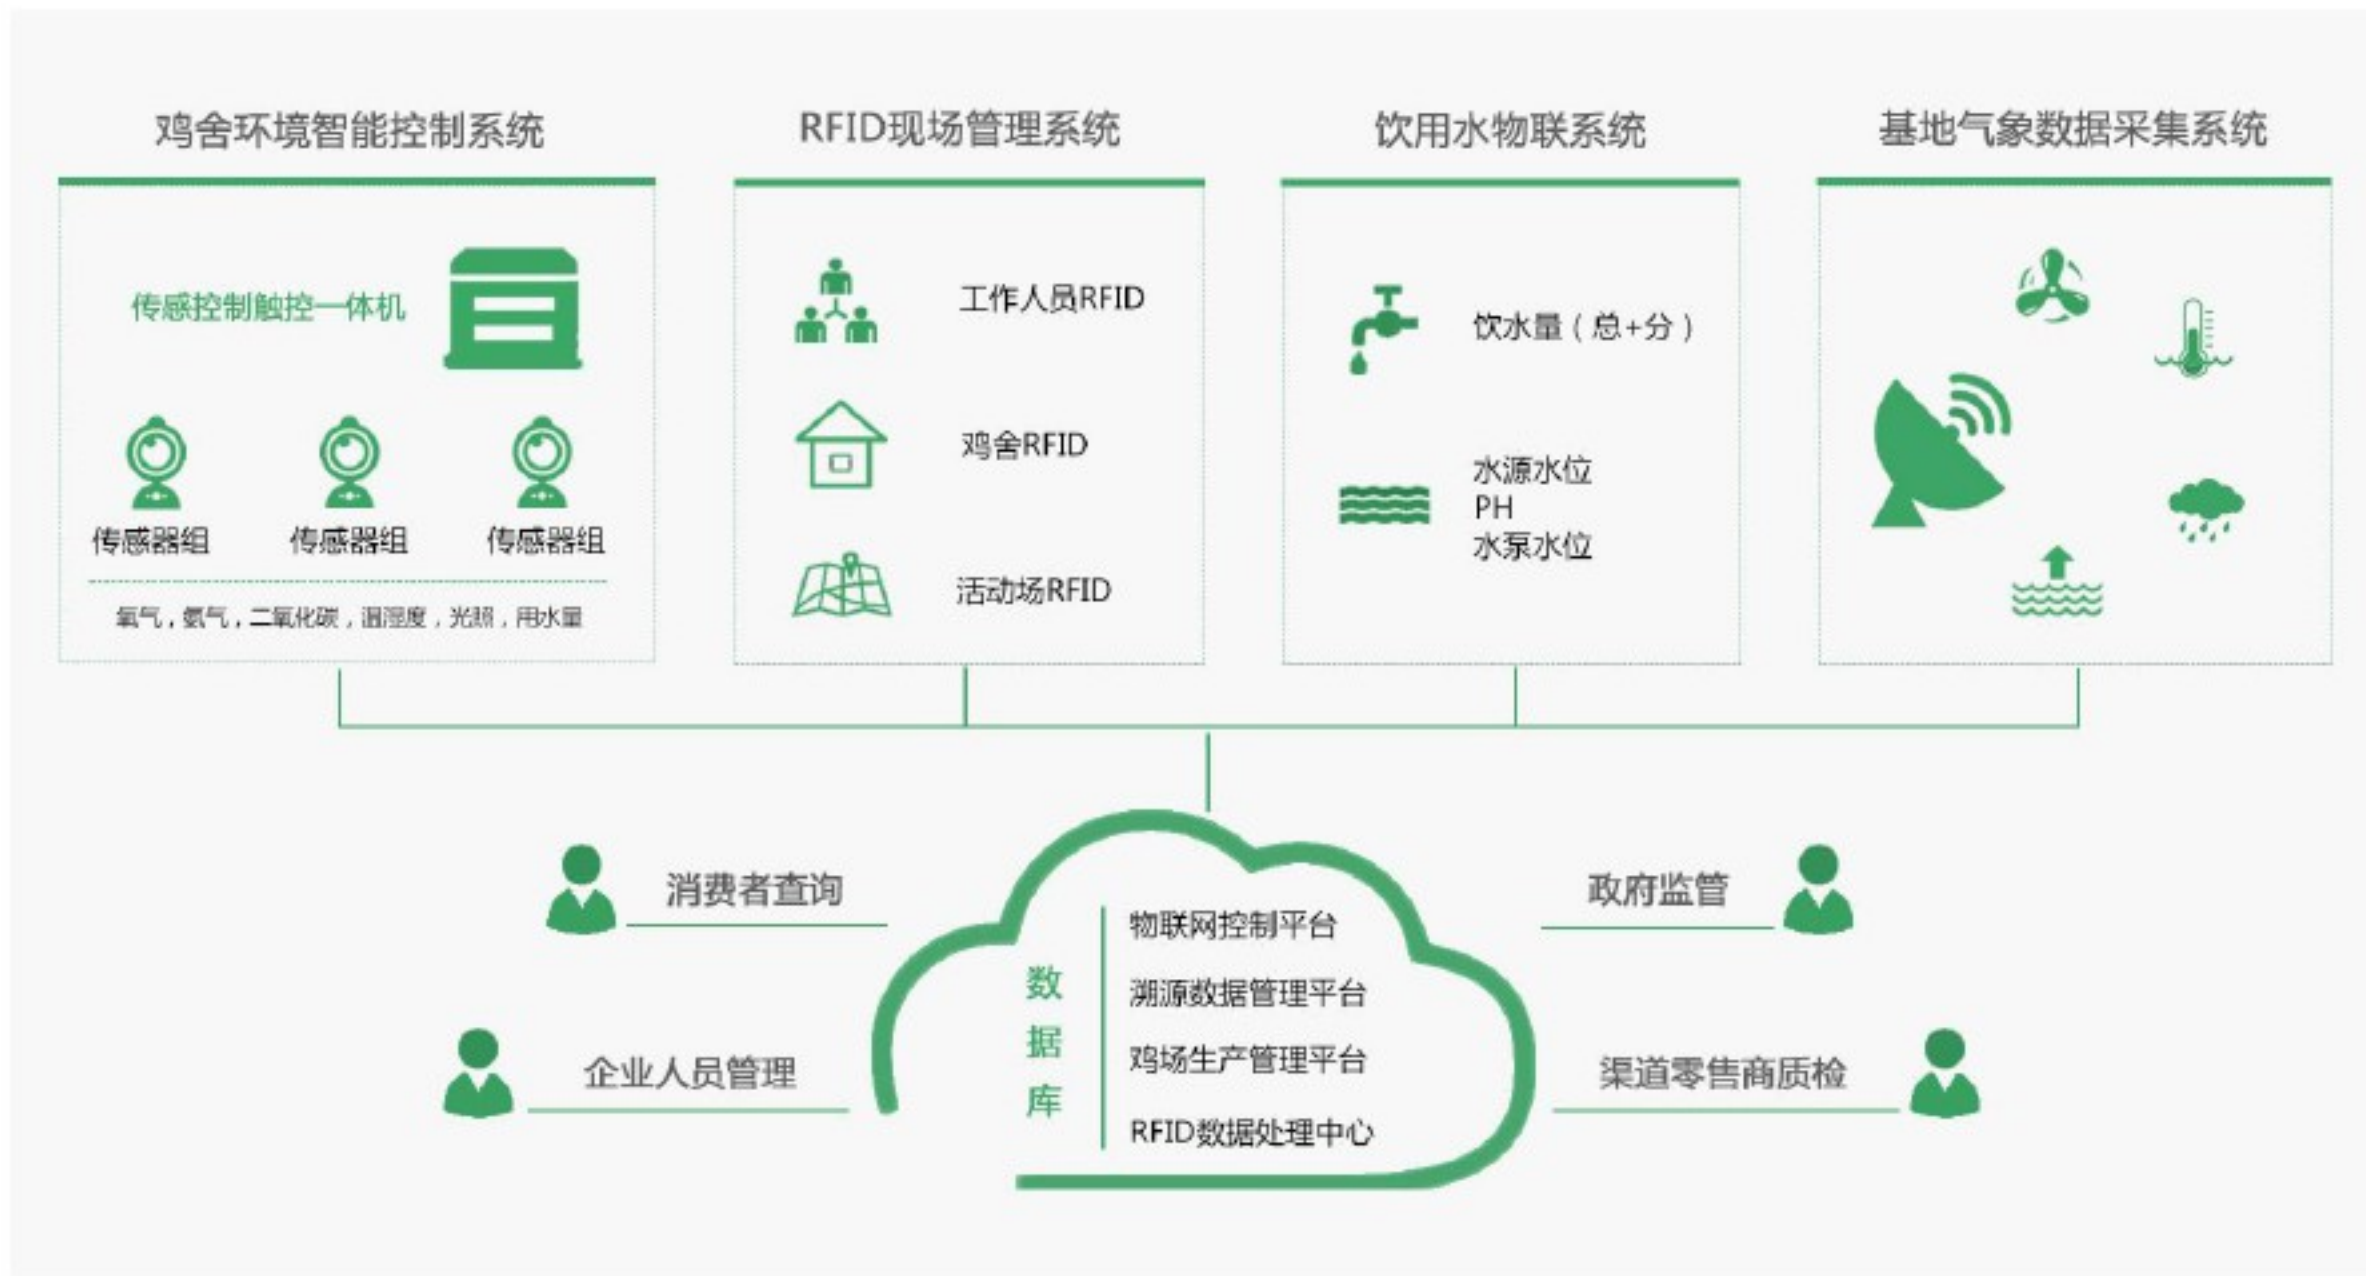 鸡舍环境智能控制系统
传感控制触控一体机
传感器组 传感器组 传感器组
氧气，氨气，二氧化碳，温湿度，光照，用水量
RFID现场管理系统
工作人员RFID
鸡舍RFID
活动场RFID
饮用水物联系统
饮水量（总+分）
水源水位
PH
水泵水位
基地气象数据采集系统
消费者查询
企业人员管理
数据库
物联网控制平台
溯源数据管理平台
鸡场生产管理平台
RFID数据处理中心
政府监管
渠道零售商质检